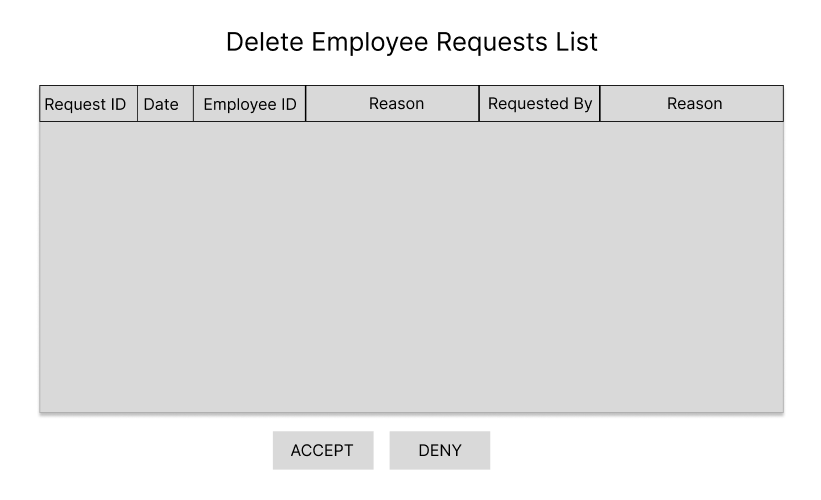 Delete Employee Requests List
Request ID Date Employee ID Reason Requested By Reason
ACCEPT DENY